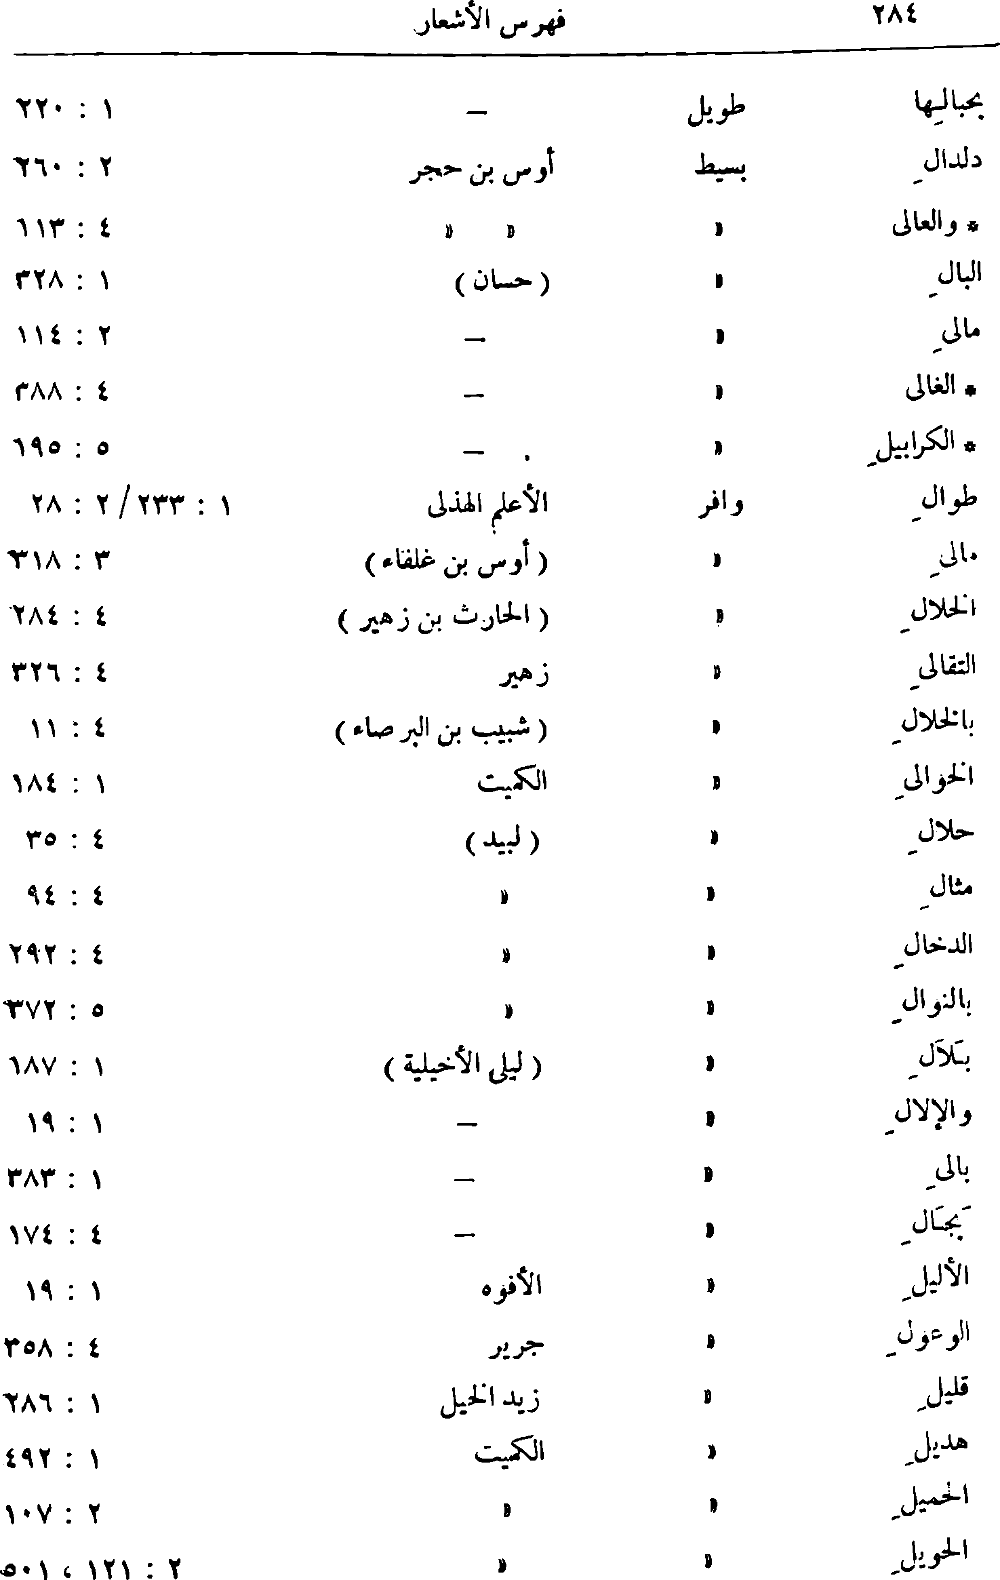 ٢٨٤ فهرس الأشعار
بحبالِها طويل — ١ : ٢٢٠
دلدالِ بسيط أوس بن حجر ٢ : ٢٦٠
* والعالى » » » ٤ : ١١٣
البالِ » ( حسان ) ١ : ٣٢٨
مالىِ » — ٢ : ١١٤
* الغالى » — ٤ : ٣٨٨
* الكرابيلِ » — ٥ : ١٩٥
طوالِ وافر الأعلم الهذلى ١ : ٢٣٣ / ٢ : ٢٨
مالىِ » ( أوس بن غلفاء ) ٣ : ٣١٨
الخلالِ » ( الحارث بن زهير ) ٤ : ٢٨٤
التقالىِ » زهير ٤ : ٣٢٦
بالخلالِ » ( شبيب بن البرصاء ) ٤ : ١١
الخوالىِ » الكميت ١ : ١٨٤
حلالِ » ( لبيد ) ٤ : ٣٥
مثالِ » » ٤ : ٩٤
الدخالِ » » ٤ : ٢٩٢
بالنوالِ » » ٥ : ٣٧٢
بَلاَلِ » ( ليلى الأخيلية ) ١ : ١٨٧
والإلالِ » — ١ : ١٩
بالىِ » — ١ : ٣٨٣
بَجَالِ » — ٤ : ١٧٤
الأليلِ » الأفوه ١ : ١٩
الوعولِ » جرير ٤ : ٣٥٨
قليلِ » زيد الخيل ١ : ٢٨٦
هديلِ » الكميت ١ : ٤٩٢
الحميلِ » » ٢ : ١٠٧
الحويلِ » » ٢ : ١٢١ ، ٥٠١